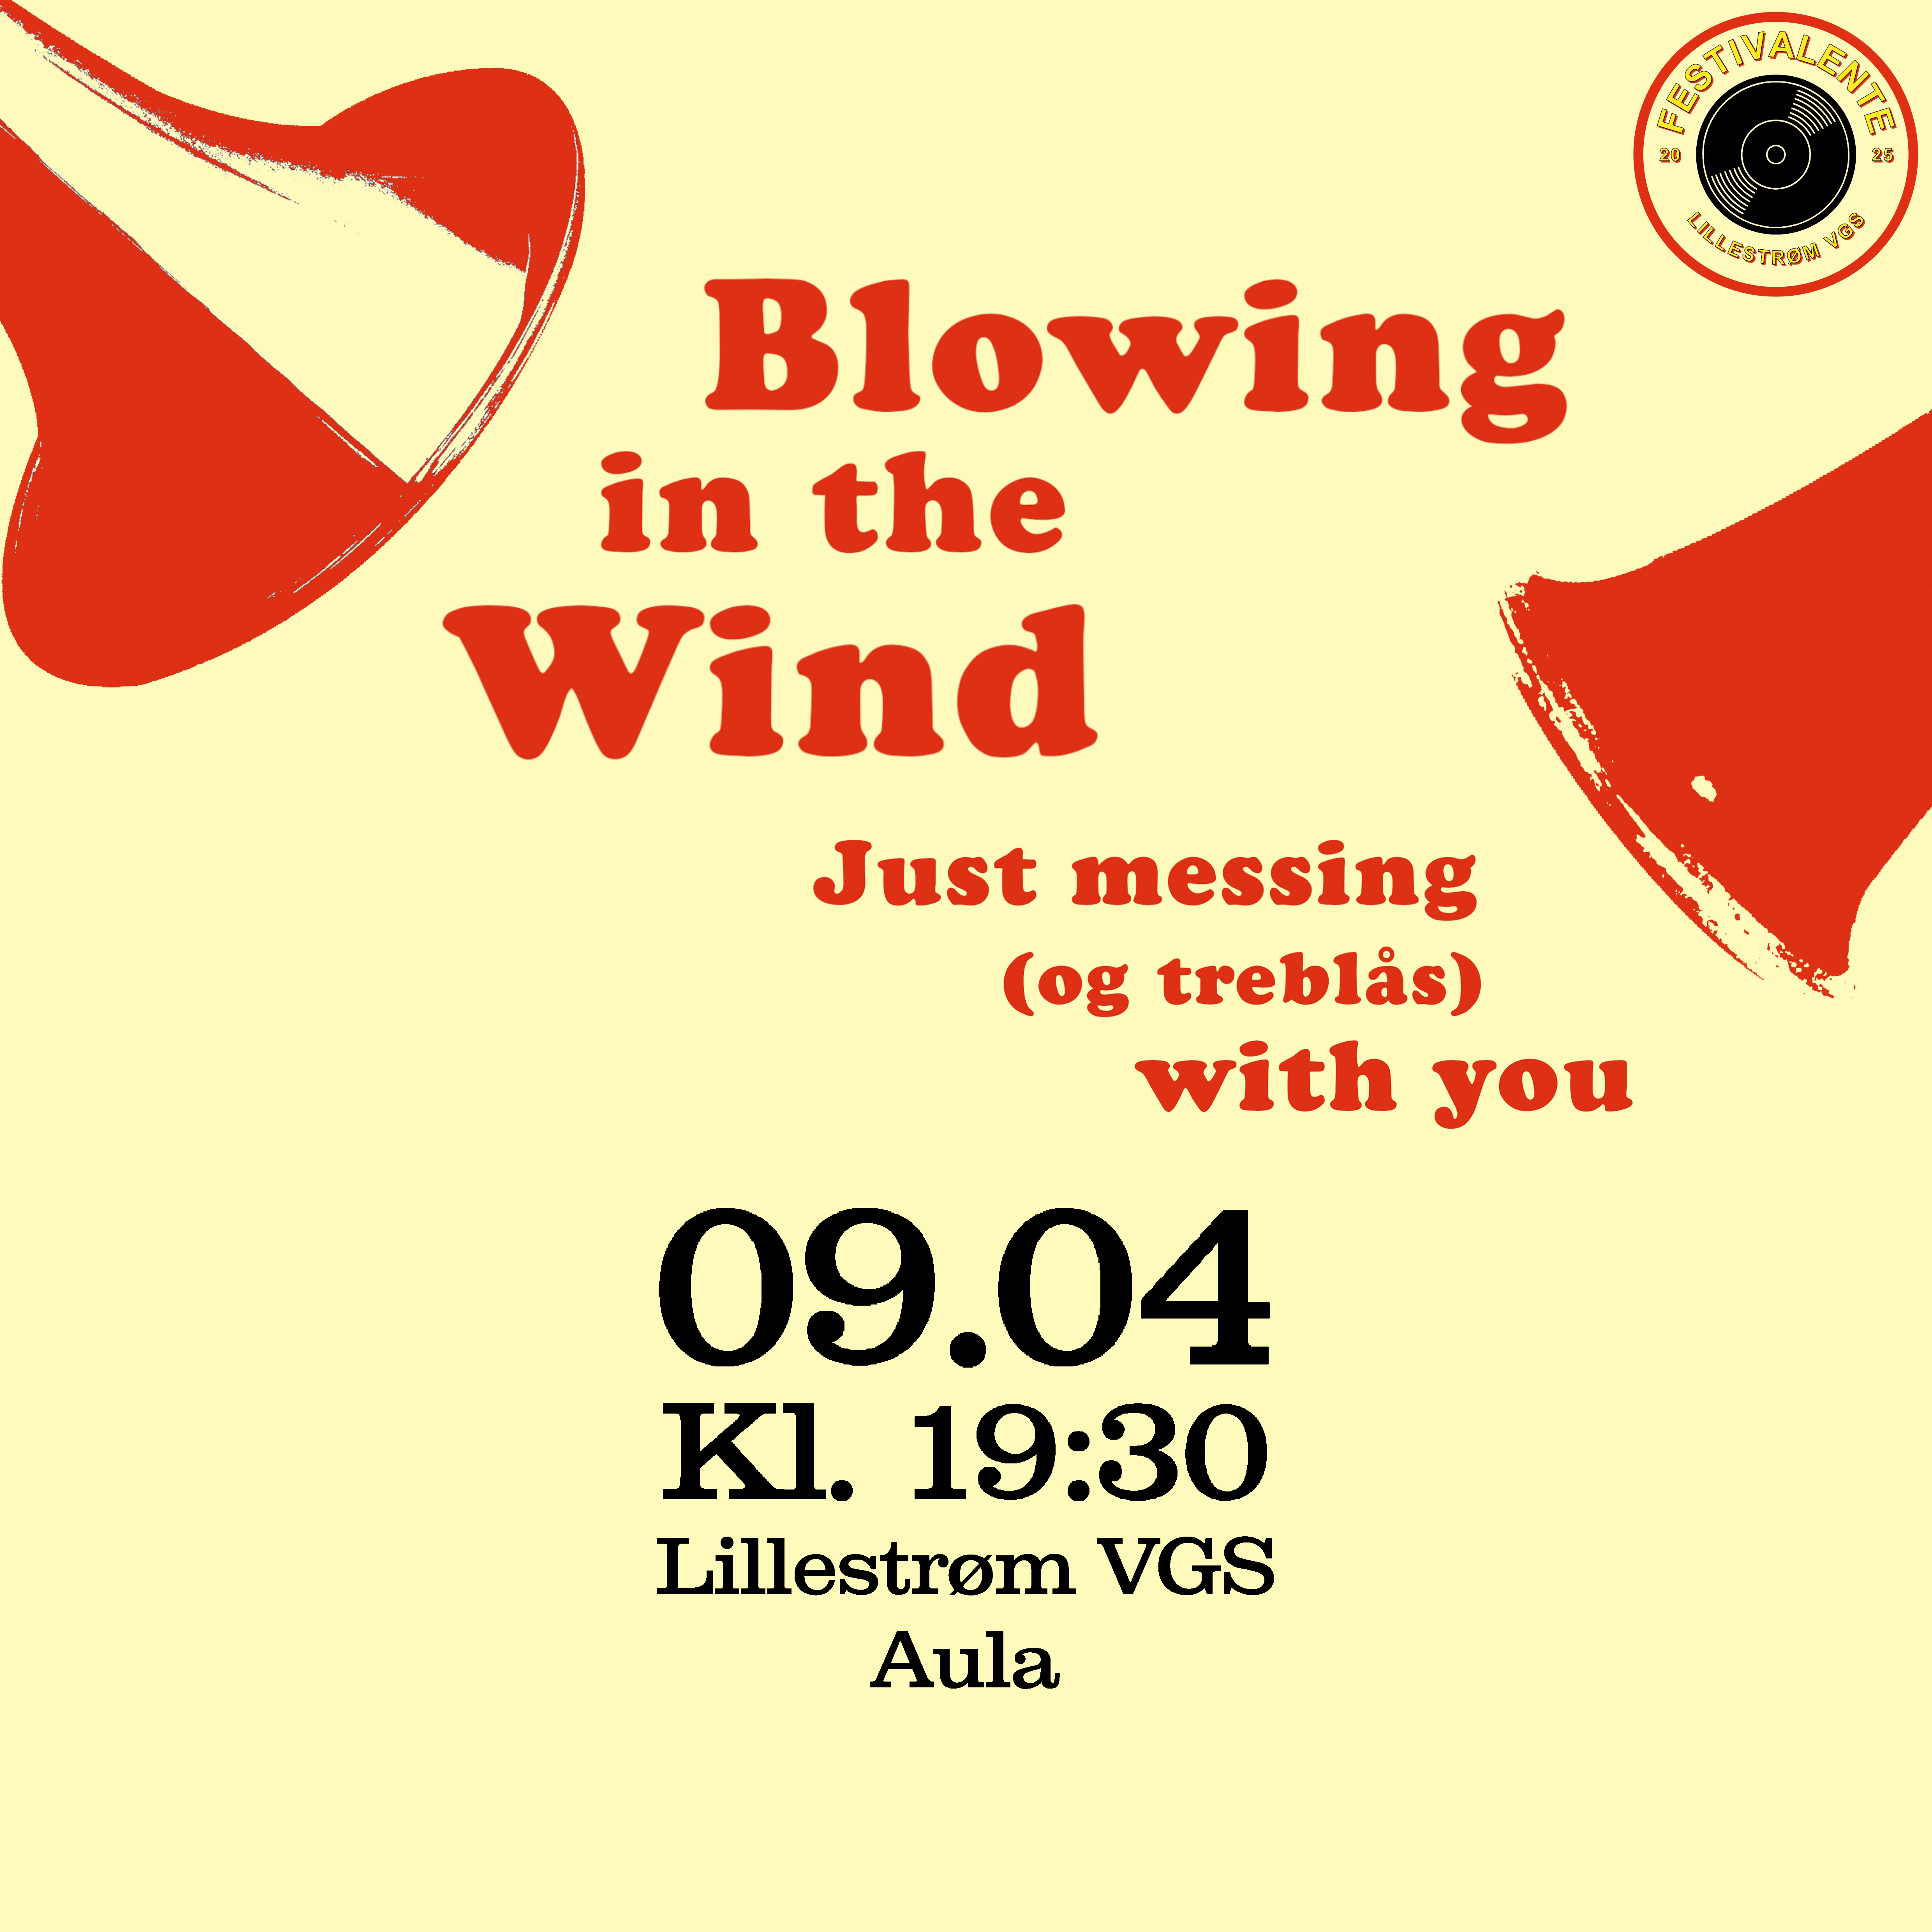 FESTIVALENTE
20 25
LILLESTRØM VGS
Blowing
in the
Wind
Just messing
(og treblås)
with you
09.04
Kl. 19:30
Lillestrøm VGS
Aula